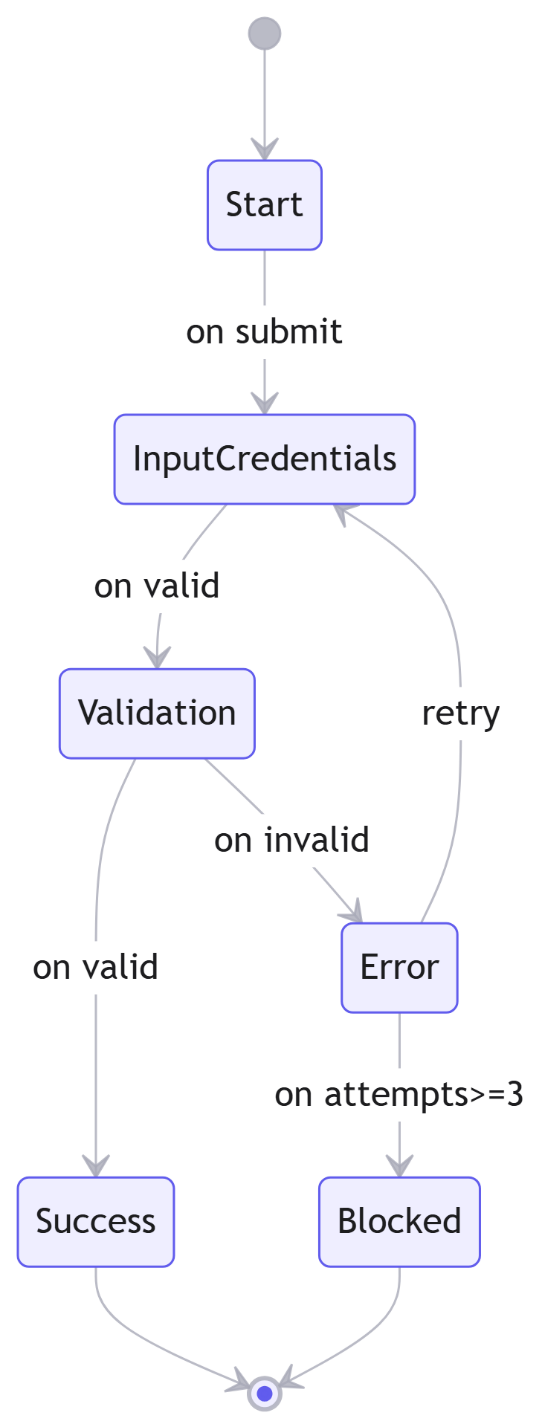 Start
on submit
InputCredentials
on valid
Validation
retry
on invalid
on valid
Error
on attempts>=3
Success
Blocked